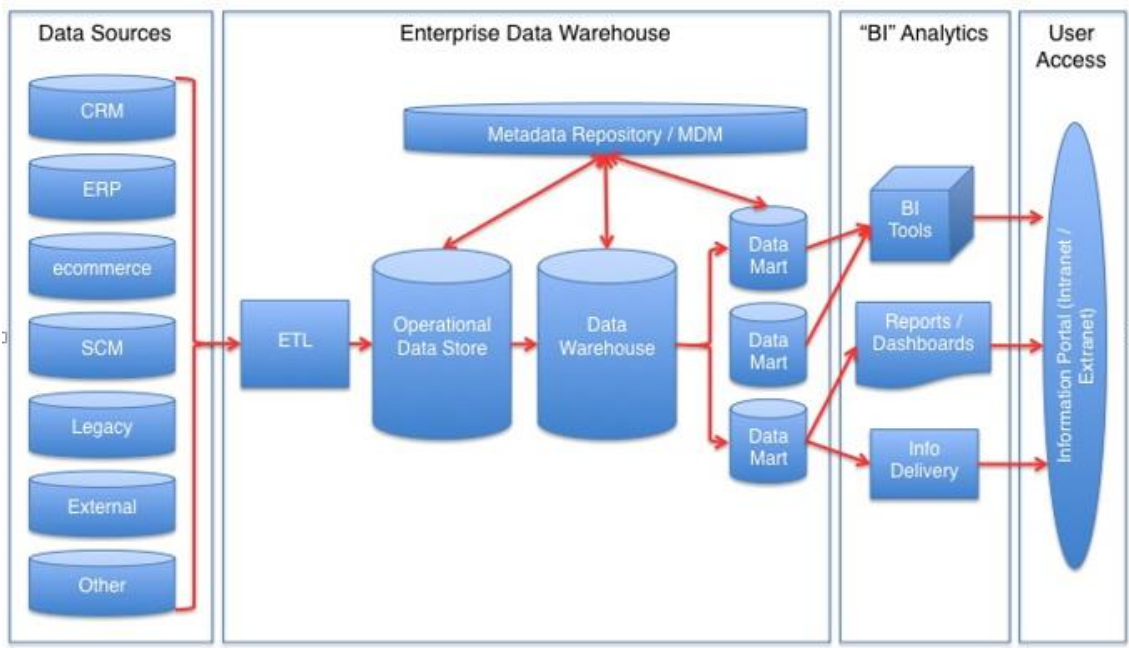 Data Sources
CRM
ERP
ecommerce
SCM
Legacy
External
Other
Enterprise Data Warehouse
Metadata Repository / MDM
ETL
Operational
Data Store
Data
Warehouse
Data
Mart
Data
Mart
Data
Mart
“BI” Analytics
BI
Tools
Reports /
Dashboards
Info
Delivery
User
Access
Information Portal (Intranet /
Extranet)